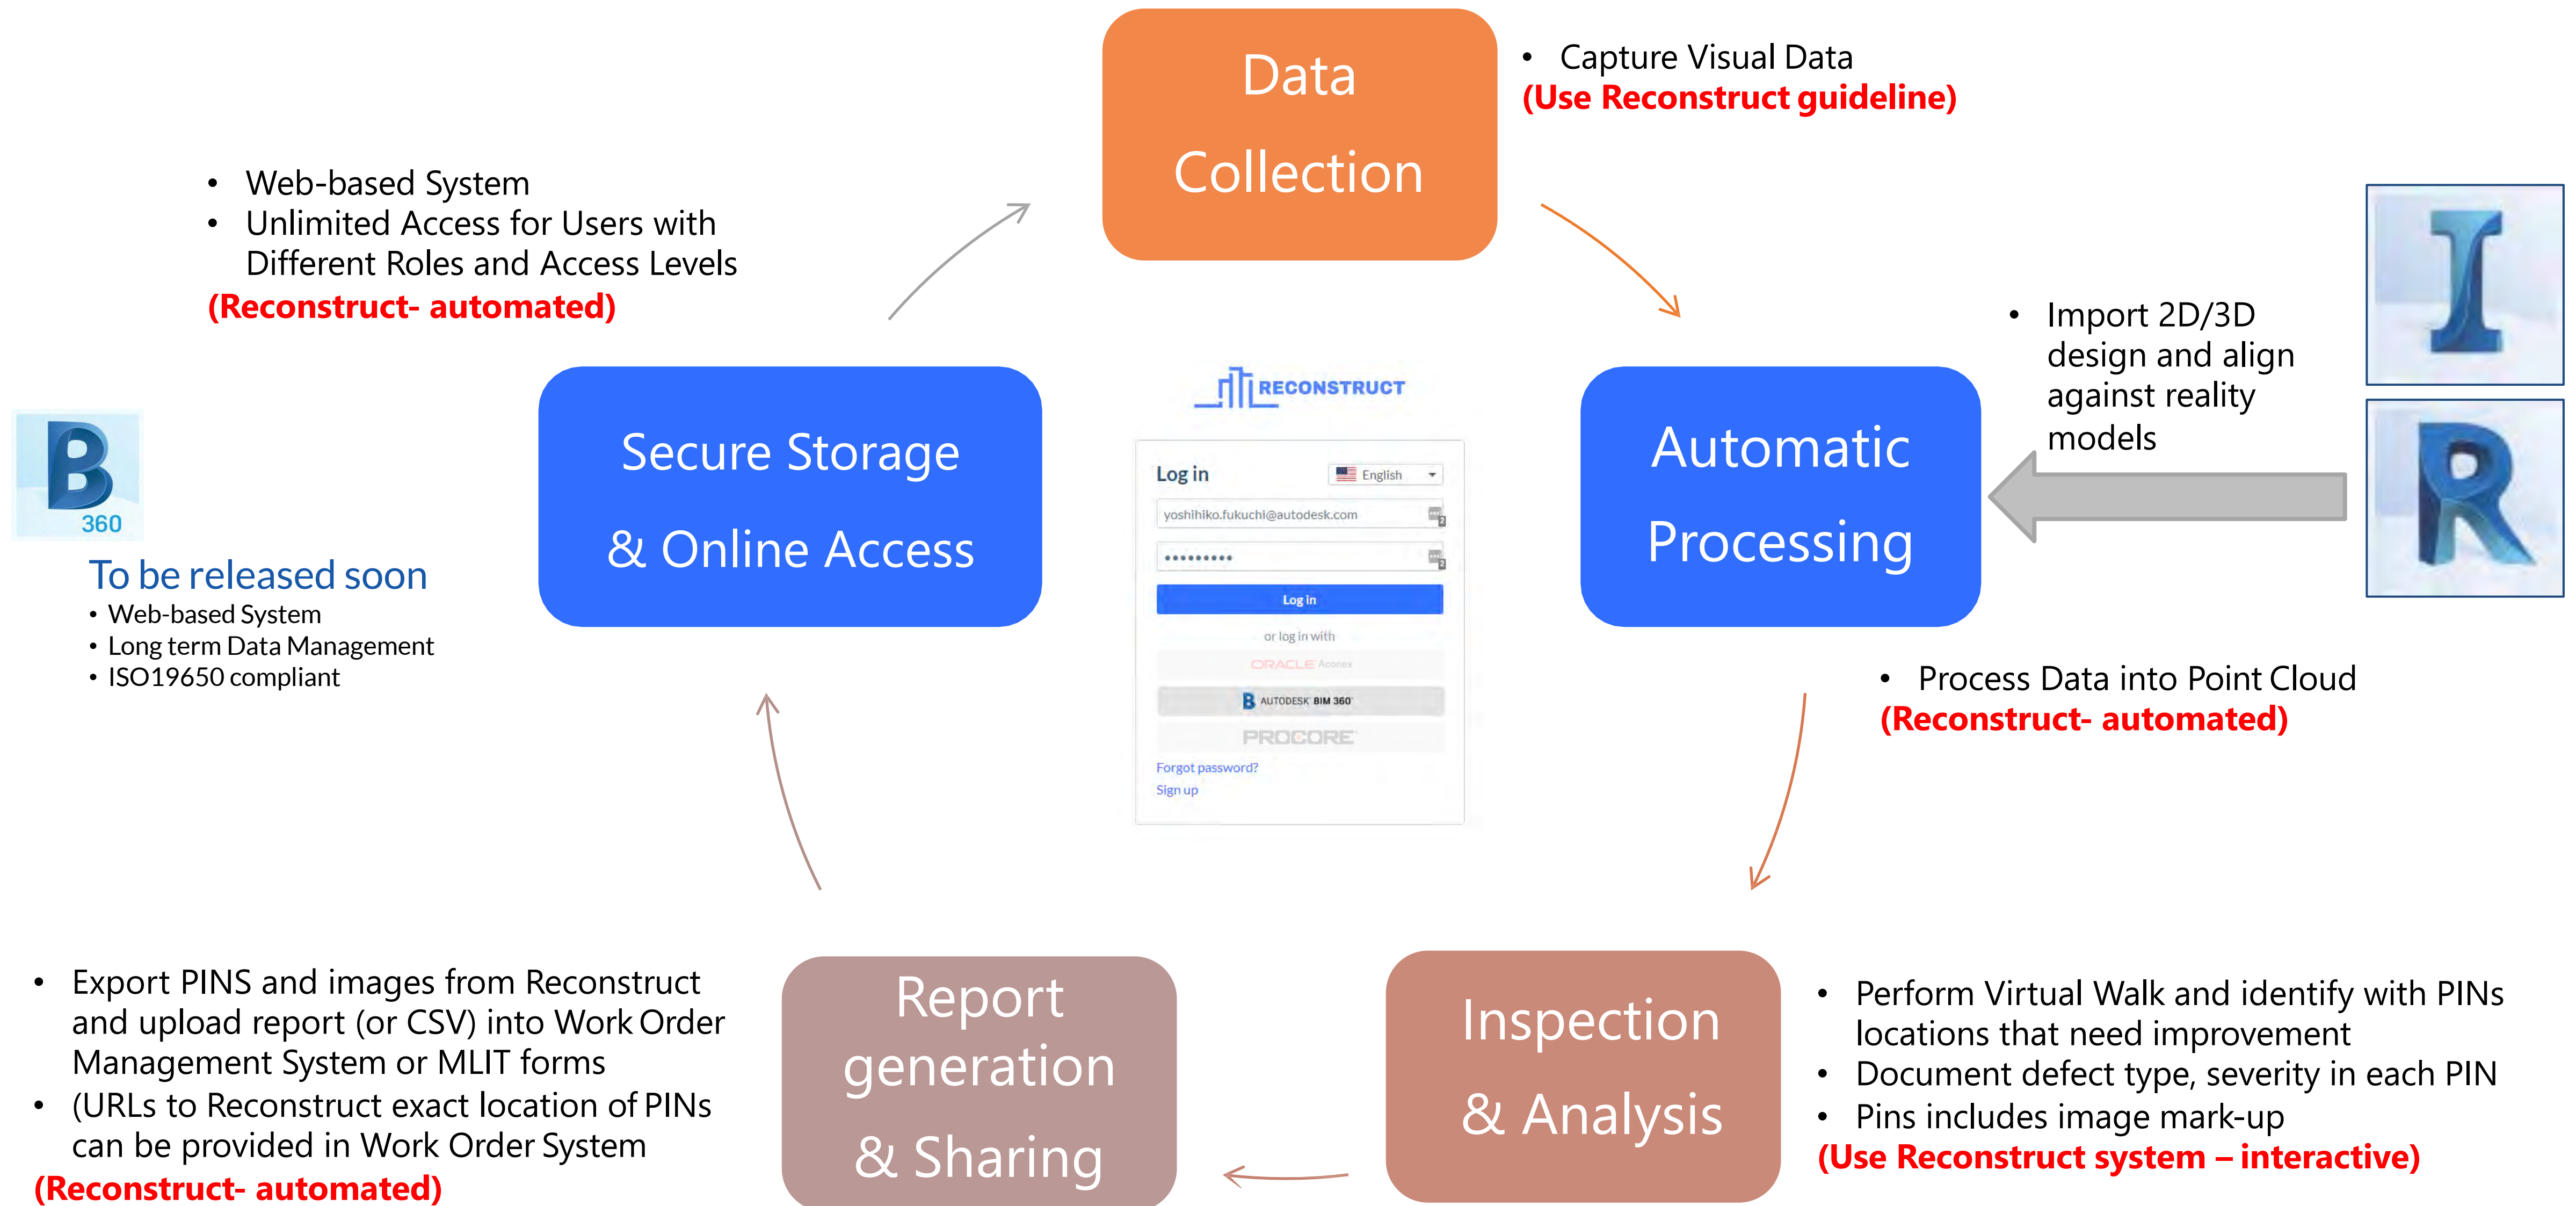 Data
Collection
• Capture Visual Data
(Use Reconstruct guideline)
• Web-based System
• Unlimited Access for Users with
Different Roles and Access Levels
(Reconstruct- automated)
I
• Import 2D/3D
design and align
against reality
models
R
Automatic
Processing
• Process Data into Point Cloud
(Reconstruct- automated)
Secure Storage
& Online Access
B
360
To be released soon
• Web-based System
• Long term Data Management
• ISO19650 compliant
RECONSTRUCT
Log in
English
yoshihiko.fukuchi@autodesk.com
2
•••••••••
2
Log in
or log in with
ORACLE Aconex
B AUTODESK BIM 360
PROCORE
Forgot password?
Sign up
Inspection
& Analysis
• Perform Virtual Walk and identify with PINs
locations that need improvement
• Document defect type, severity in each PIN
• Pins includes image mark-up
(Use Reconstruct system – interactive)
Report
generation
& Sharing
• Export PINS and images from Reconstruct
and upload report (or CSV) into Work Order
Management System or MLIT forms
• (URLs to Reconstruct exact location of PINs
can be provided in Work Order System
(Reconstruct- automated)